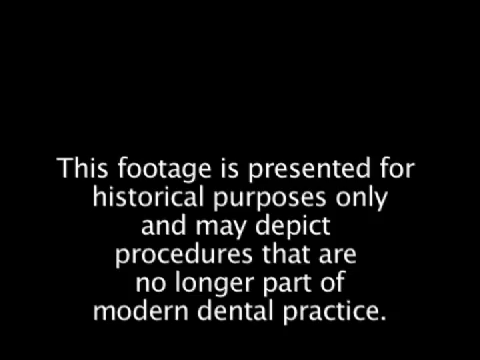 This footage is presented for
historical purposes only
and may depict
procedures that are
no longer part of
modern dental practice.